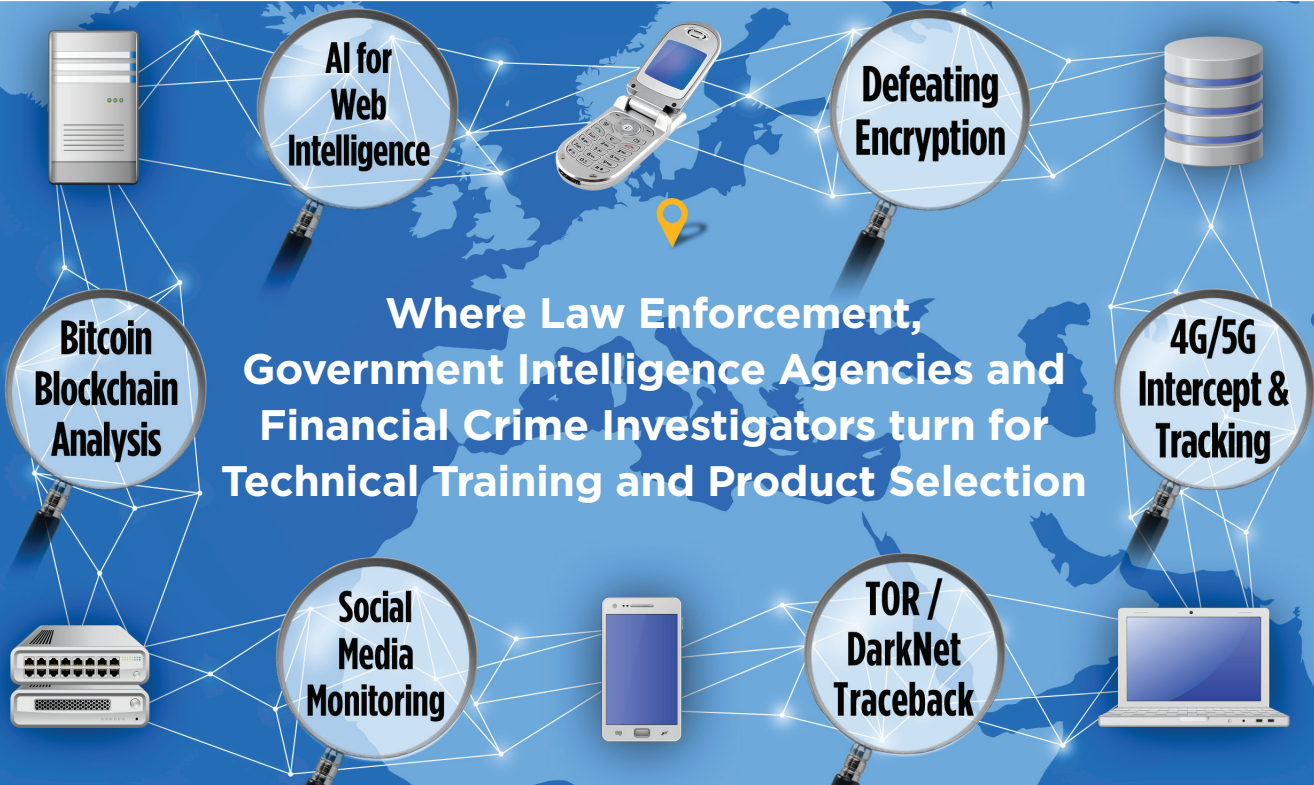 AI for
Web
Intelligence
Defeating
Encryption
Where Law Enforcement,
Government Intelligence Agencies and
Financial Crime Investigators turn for
Technical Training and Product Selection
Bitcoin
Blockchain
Analysis
4G/5G
Intercept &
Tracking
Social
Media
Monitoring
TOR /
DarkNet
Traceback